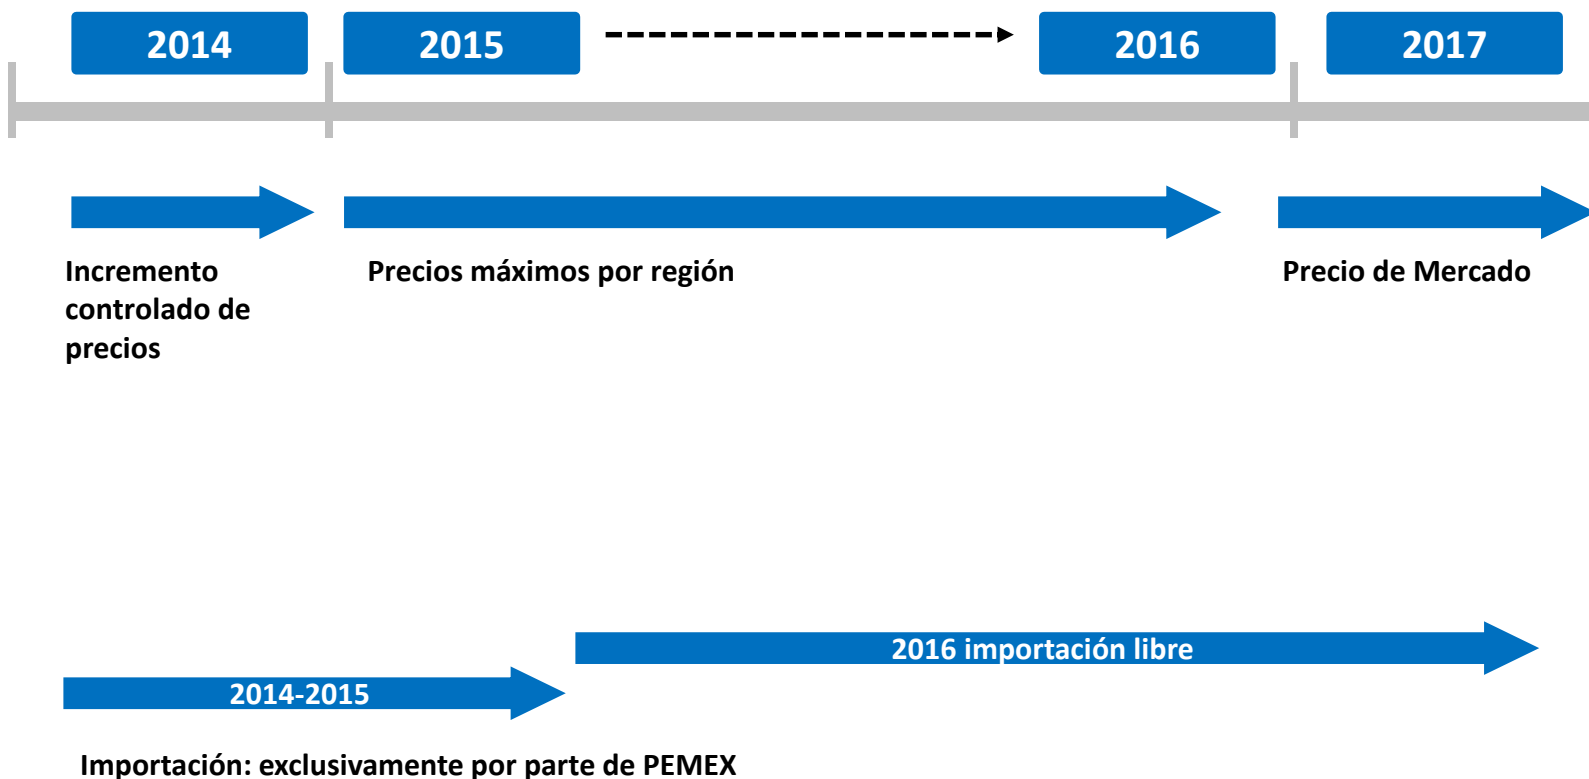 2014
2015
2016
2017
Incremento
controlado de
precios
Precios máximos por región
Precio de Mercado
2016 importación libre
2014-2015
Importación: exclusivamente por parte de PEMEX